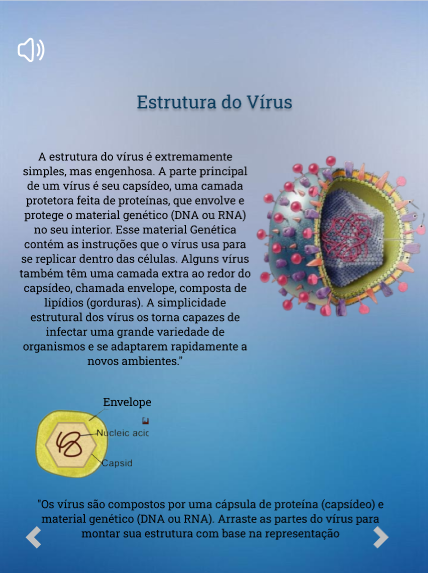 Estrutura do Vírus
A estrutura do vírus é extremamente
simples, mas engenhosa. A parte principal
de um vírus é seu capsídeo, uma camada
protetora feita de proteínas, que envolve e
protege o material genético (DNA ou RNA)
no seu interior. Esse material Genética
contém as instruções que o vírus usa para
se replicar dentro das células. Alguns vírus
também têm uma camada extra ao redor do
capsídeo, chamada envelope, composta de
lipídios (gorduras). A simplicidade
estrutural dos vírus os torna capazes de
infectar uma grande variedade de
organismos e se adaptarem rapidamente a
novos ambientes."
Envelope
Nucleic acid
Capsid
"Os vírus são compostos por uma cápsula de proteína (capsídeo) e
material genético (DNA ou RNA). Arraste as partes do vírus para
montar sua estrutura com base na representação